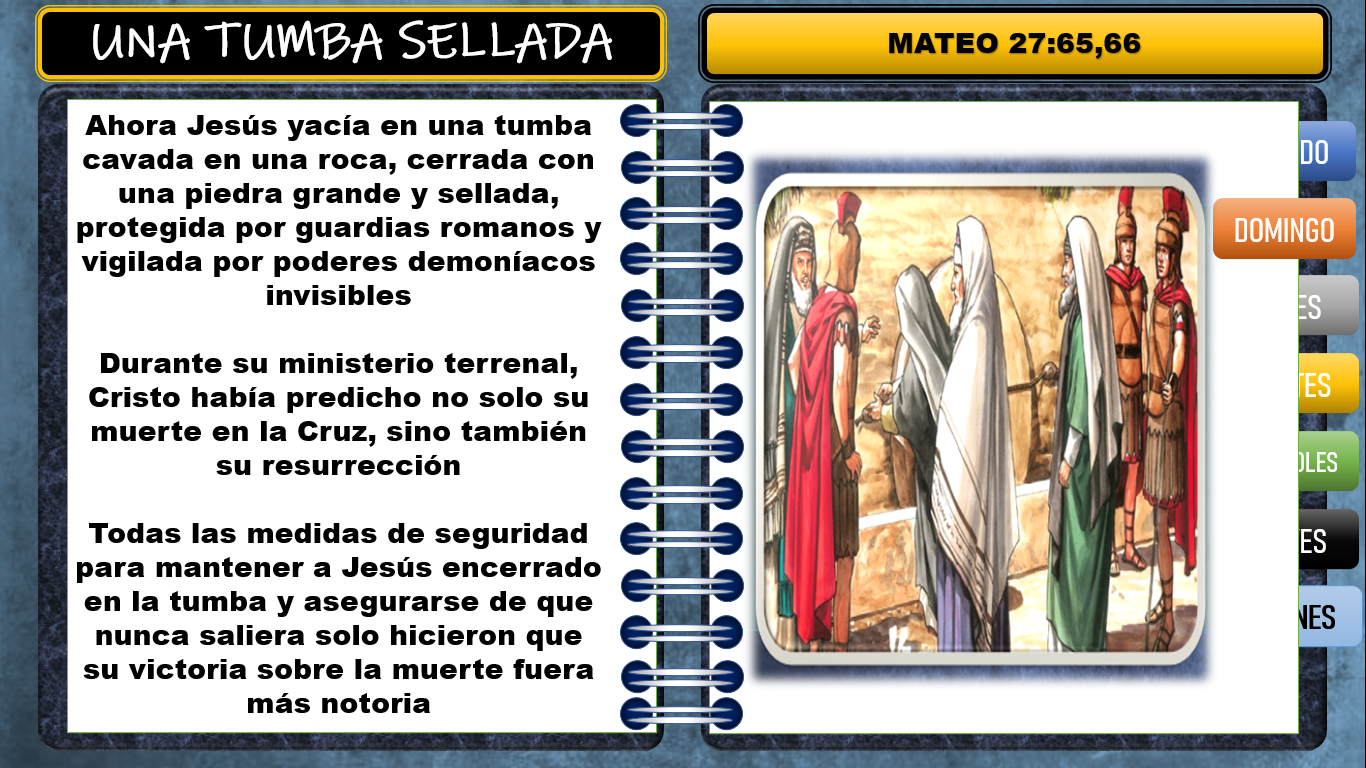 UNA TUMBA SELLADA
MATEO 27:65,66
Ahora Jesús yacía en una tumba
cavada en una roca, cerrada con
una piedra grande y sellada,
protegida por guardias romanos y
vigilada por poderes demoníacos
invisibles
Durante su ministerio terrenal,
Cristo había predicho no solo su
muerte en la Cruz, sino también
su resurrección
Todas las medidas de seguridad
para mantener a Jesús encerrado
en la tumba y asegurarse de que
nunca saliera solo hicieron que
su victoria sobre la muerte fuera
más notoria
DO
DOMINGO
ES
TES
OLES
ES
NES